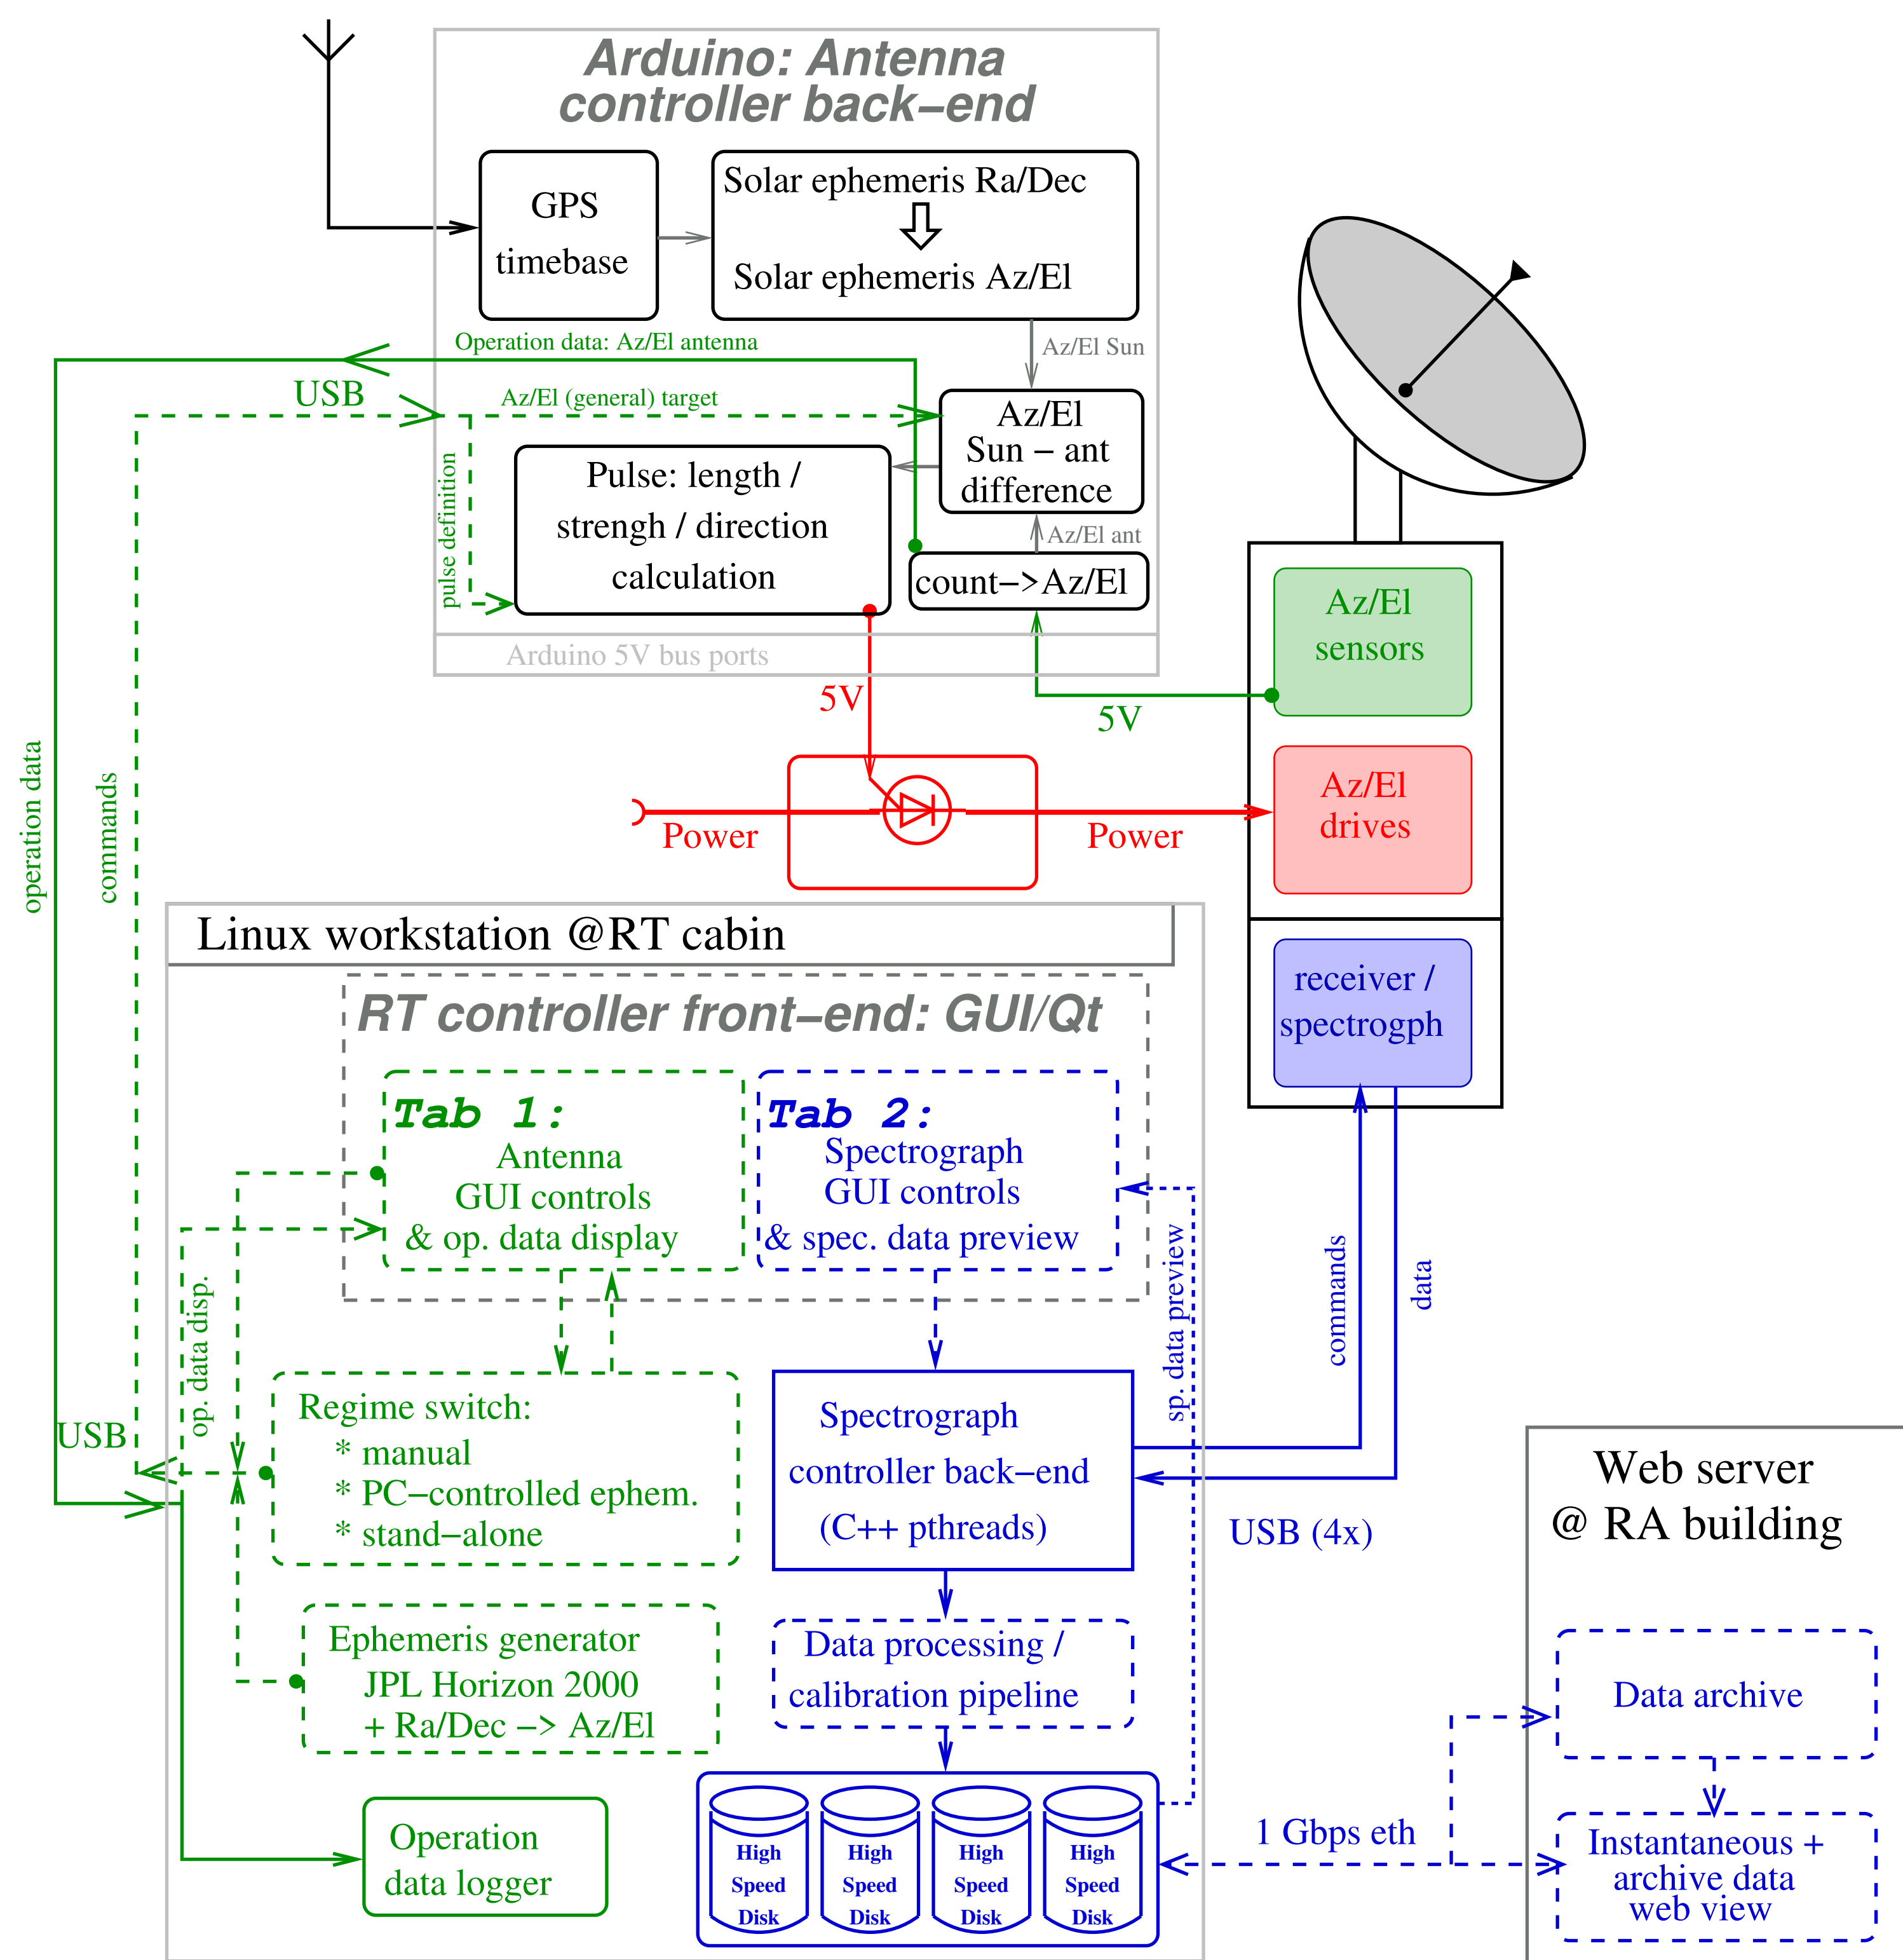 Arduino: Antenna
controller back−end
GPS
timebase
Solar ephemeris Ra/Dec
Solar ephemeris Az/El
Operation data: Az/El antenna
Az/El Sun
USB
Az/El (general) target
Az/El
Sun − ant
difference
pulse definition
Pulse: length /
strengh / direction
calculation
Az/El ant
count−>Az/El
Arduino 5V bus ports
5V
5V
Az/El
sensors
Power
Power
Az/El
drives
receiver /
spectrogph
operation data
commands
Linux workstation @RT cabin
RT controller front−end: GUI/Qt
Tab 1:
Antenna
GUI controls
& op. data display
Tab 2:
Spectrograph
GUI controls
& spec. data preview
op. data disp.
sp. data preview
commands
data
USB
Regime switch:
* manual
* PC−controlled ephem.
* stand−alone
Spectrograph
controller back−end
(C++ pthreads)
USB (4x)
Ephemeris generator
JPL Horizon 2000
+ Ra/Dec −> Az/El
Data processing /
calibration pipeline
Operation
data logger
High
Speed
Disk
High
Speed
Disk
High
Speed
Disk
High
Speed
Disk
1 Gbps eth
Web server
@ RA building
Data archive
Instantaneous +
archive data
web view